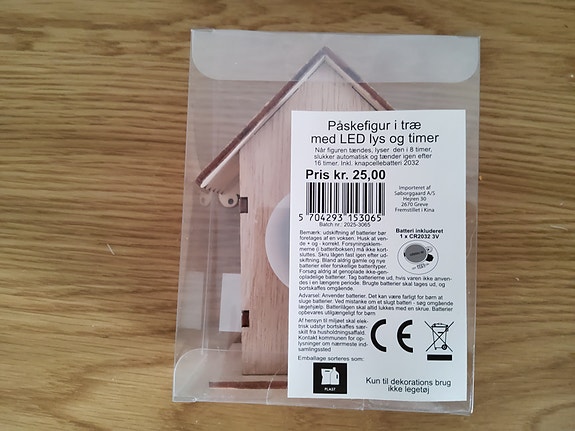 Påskefigur i træ
med LED lys og timer
Når figuren tændes, lyser den i 8 timer,
slukker automatisk og tænder igen efter
16 timer. Inkl. knapcellebatteri 2032
Pris kr. 25,00
5 704293 153065
Batch nr.: 2025-3065
Importeret af
Søborggaard A/S
Hejren 30
2670 Greve
Fremstillet i Kina
Batteri inkluderet
1 x CR2032 3V
Bemærk: udskiftning af batterier bør
foretages af en voksen. Husk at ven-
de + og - korrekt. Forsyningsklem-
merne (i batteriboksen) må ikke kort-
sluttes. Skru lågen fast igen efter ud-
skiftning. Bland aldrig gamle og nye
batterier eller forskellige batterityper.
Forsøg aldrig at genoplade ikke-gen-
opladelige batterier. Tag batterierne ud, hvis varen ikke anven-
des i en længere periode. Brugte batterier skal tages ud, og
bortskaffes omgående.
Advarsel: Anvender batterier. Det kan være farligt for børn at
sluge batterier. Ved mistanke om et slugt batteri - søg omgående
lægehjælp. Batterilågen skal altid lukkes med en skrue. Batterier
opbevares utilgængeligt for børn.
Af hensyn til miljøet skal elek-
trisk udstyr bortskaffes sær-
skilt fra husholdningsaffald.
Kontakt kommunen for op-
lysninger om nærmeste ind-
samlingssted
CE
Emballage sorteres som:
PLAST
Kun til dekorations brug
ikke legetøj